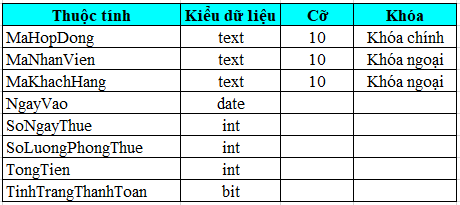 Thuộc tính Kiểu dữ liệu Cỡ Khóa
MaHopDong text 10 Khóa chính
MaNhanVien text 10 Khóa ngoại
MaKhachHang text 10 Khóa ngoại
NgayVao date
SoNgayThue int
SoLuongPhongThue int
TongTien int
TinhTrangThanhToan bit